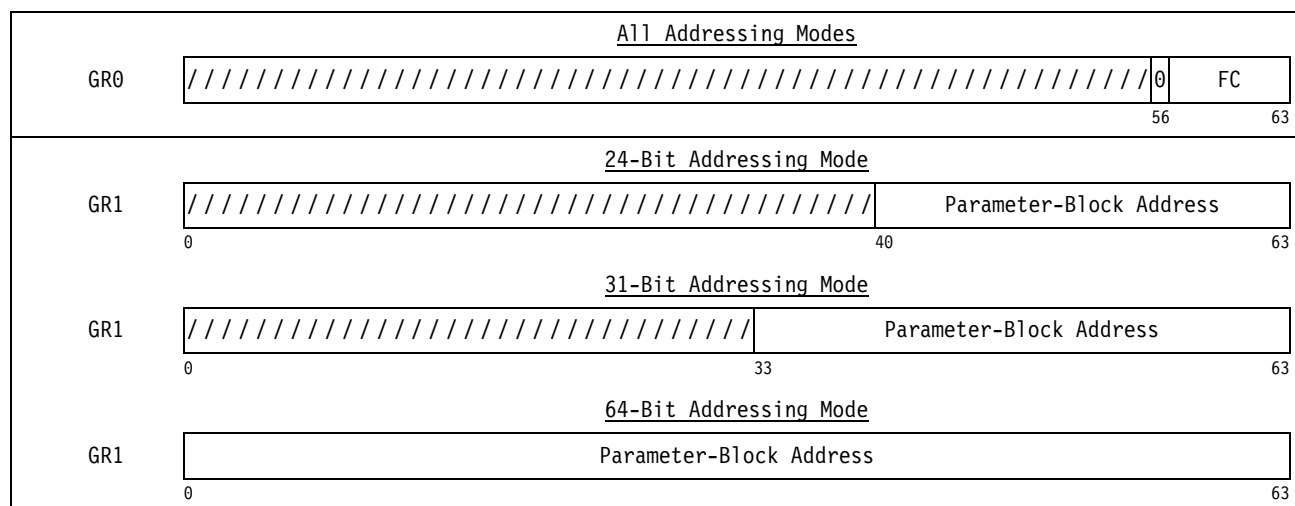 All Addressing Modes
GR0 / / / / / / / / / / / / / / / / / / / / / / / / / / / / / / / / / / / / / / / / / / / / / / / / / / / / / / / / 0 FC
56 63
24-Bit Addressing Mode
GR1 / / / / / / / / / / / / / / / / / / / / / / / / / / / / / / / / / / / / / / / / Parameter-Block Address
0 40 63
31-Bit Addressing Mode
GR1 / / / / / / / / / / / / / / / / / / / / / / / / / / / / / / / / / Parameter-Block Address
0 33 63
64-Bit Addressing Mode
GR1 Parameter-Block Address
0 63